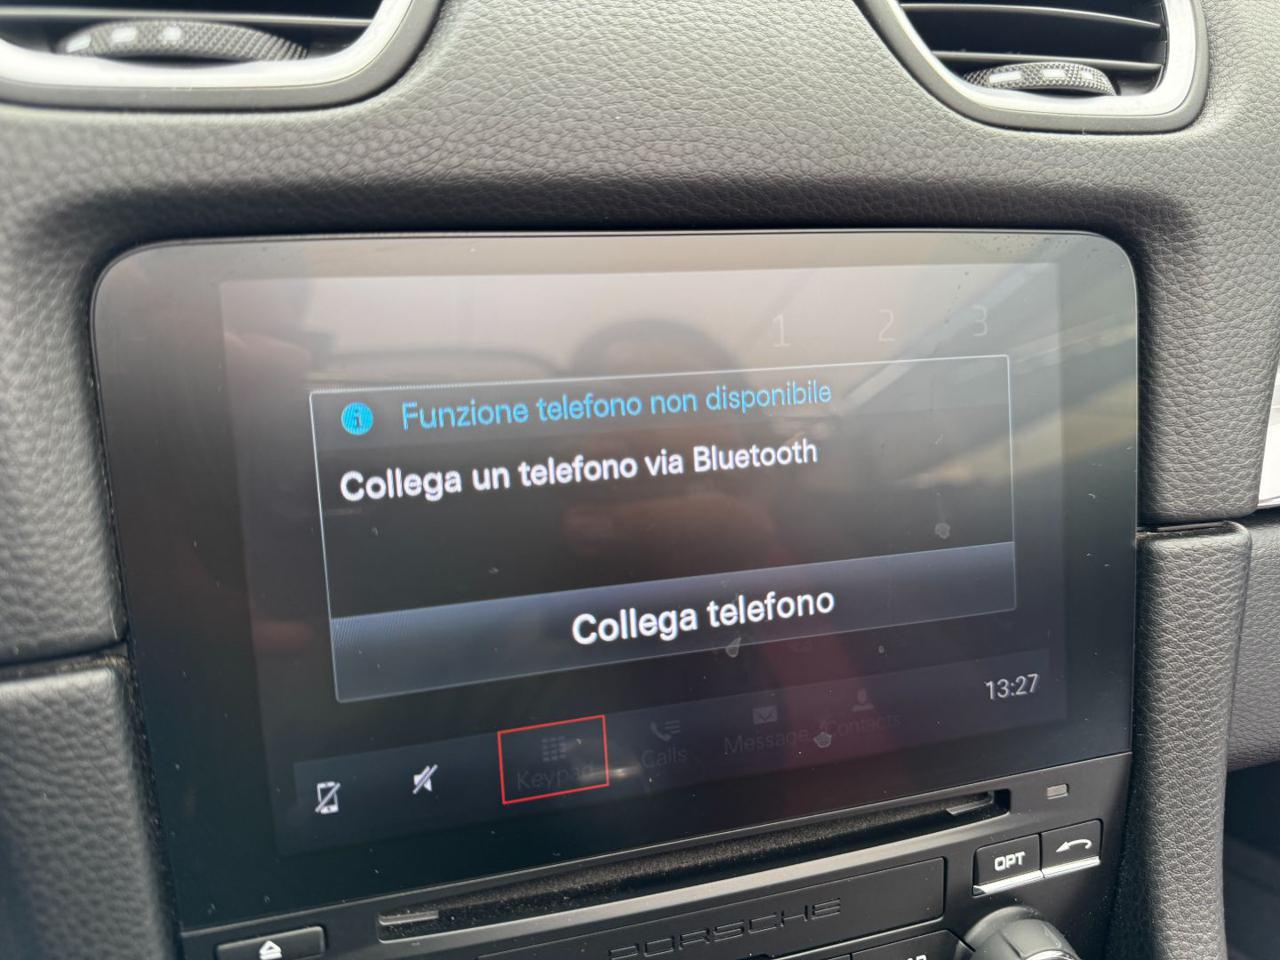 1 2 3
Funzione telefono non disponibile
Collega un telefono via Bluetooth
Collega telefono
13:27
Keypad Calls Message Contacts
OPT
PORSCHE